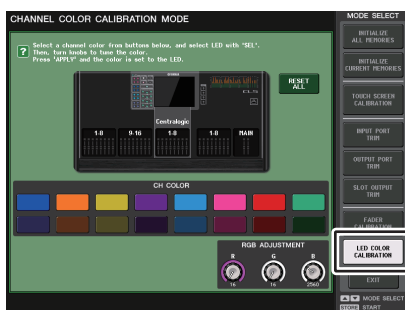 CHANNEL COLOR CALIBRATION MODE
MODE SELECT
Select a channel color from buttons below, and select LED with 'SEL'.
Then, turn knobs to tune the color.
Press 'APPLY' and the color is set to the LED.
RESET
ALL
Centralogic
1-8
9-16
1-8
1-8
MAIN
CH COLOR
RGB ADJUSTMENT
R
G
B
16
16
2560
INITIALIZE
ALL MEMORIES
INITIALIZE
CURRENT MEMORIES
TOUCH SCREEN
CALIBRATION
INPUT PORT
TRIM
OUTPUT PORT
TRIM
SLOT OUTPUT
TRIM
FADER
CALIBRATION
LED COLOR
CALIBRATION
EXIT
MODE SELECT
STORE START